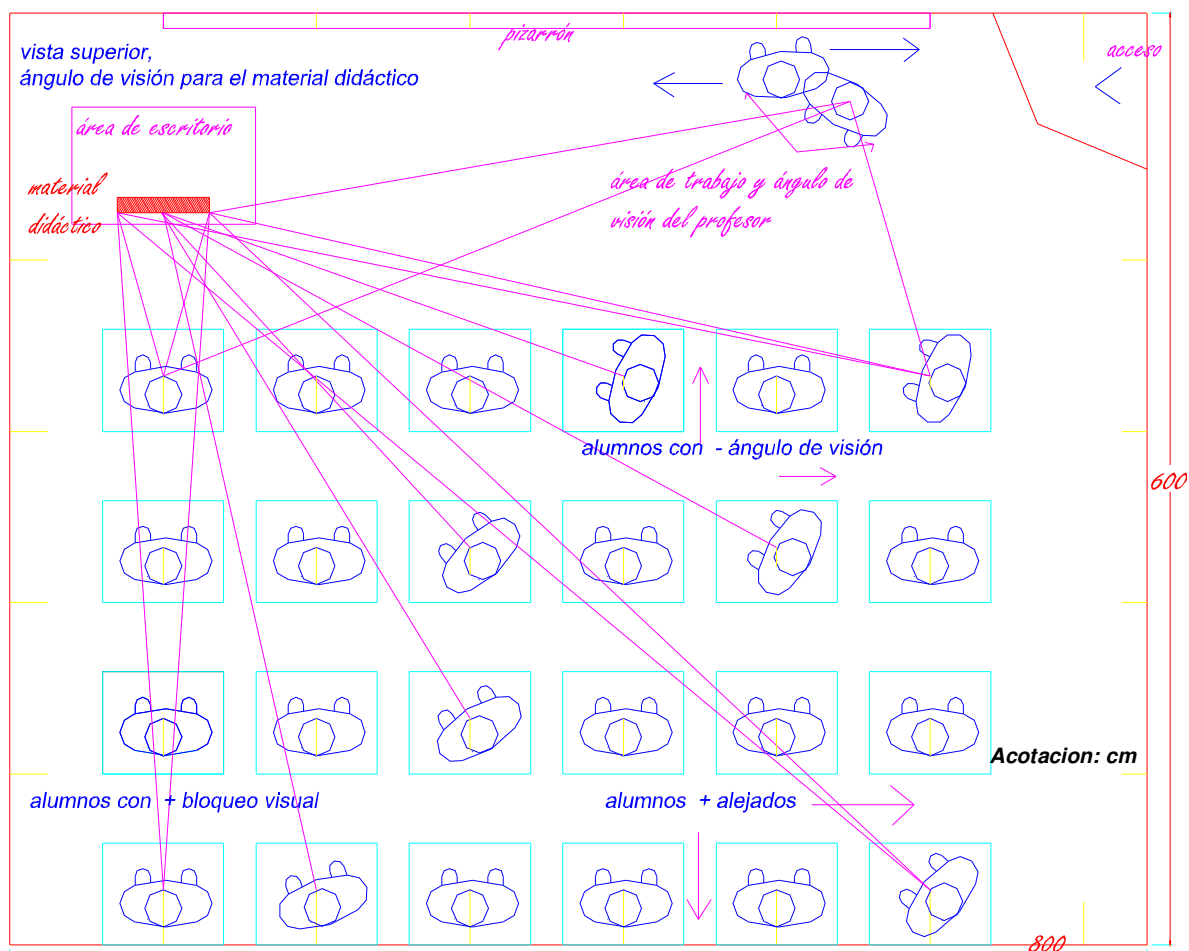 pizarrón
vista superior,
ángulo de visión para el material didáctico
acceso
área de escritorio
material
didáctico
área de trabajo y ángulo de
visión del profesor
alumnos con - ángulo de visión
600
Acotacion: cm
alumnos con + bloqueo visual
alumnos + alejados
800